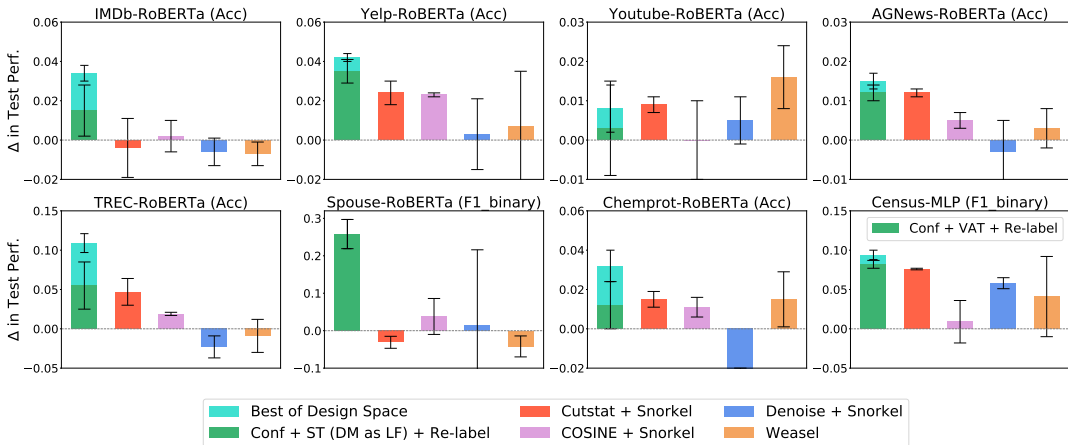 IMDb-RoBERTa (Acc)
Yelp-RoBERTa (Acc)
Youtube-RoBERTa (Acc)
AGNews-RoBERTa (Acc)
Δ in Test Perf.
0.06
0.04
0.02
0.00
−0.02
0.06
0.04
0.02
0.00
−0.02
0.03
0.02
0.01
0.00
−0.01
0.03
0.02
0.01
0.00
−0.01
TREC-RoBERTa (Acc)
Spouse-RoBERTa (F1_binary)
Chemprot-RoBERTa (Acc)
Census-MLP (F1_binary)
Δ in Test Perf.
0.15
0.10
0.05
0.00
−0.05
0.3
0.2
0.1
0.0
−0.1
0.06
0.04
0.02
0.00
−0.02
0.15
0.10
0.05
0.00
−0.05
Conf + VAT + Re-label
Best of Design Space
Conf + ST (DM as LF) + Re-label
Cutstat + Snorkel
COSINE + Snorkel
Denoise + Snorkel
Weasel